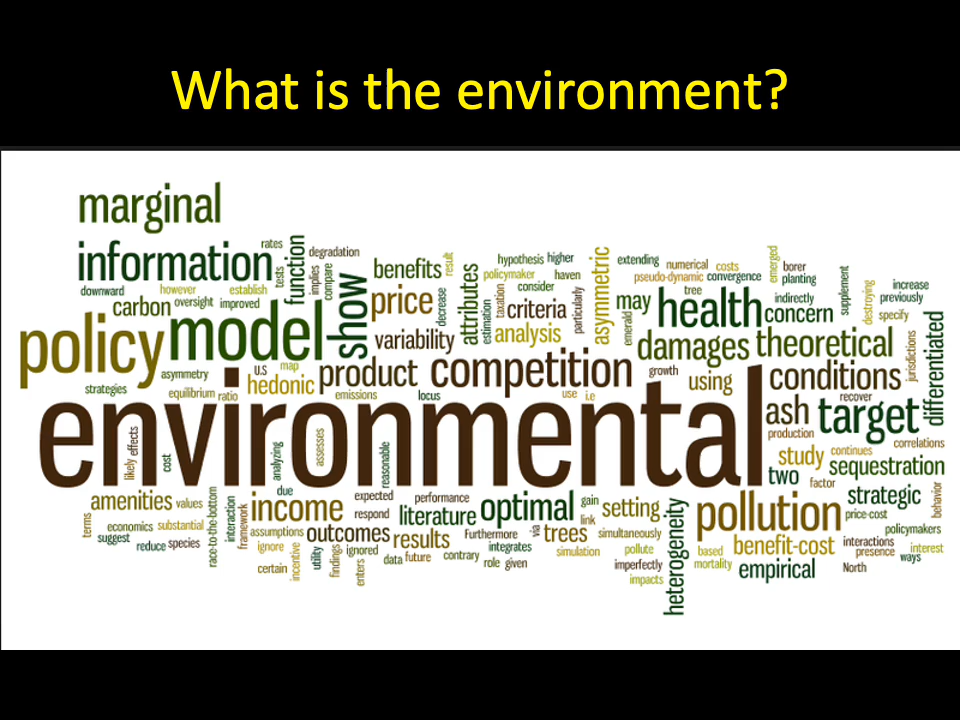 What is the environment?
marginal
information
rates
tests
function
degradation
implies
compare
show
downward
however
establish
carbon
oversight
improved
benefits
result
price
decrease
attributes
estimation
policymaker
hypothesis
higher
haven
consider
taxation
criteria
particularly
analysis
variability
asymmetric
extending
numerical
costs
pseudo-dynamic
convergence
tree
may
emerald
health
emerged
borer
planting
indirectly
concern
supplement
destroying
increase
previously
specify
policy
model
damages
theoretical
jurisdictions
differentiated
strategies
asymmetry
equilibrium
ratio
U.S
map
hedonic
product
competition
emissions
locus
use
i.e
growth
using
conditions
recover
environmental
likely
effects
cost
analyzing
assesses
reasonable
ash
target
production
correlations
study
continues
sequestration
two
factor
strategic
behavior
amenities
values
terms
economics
substantial
suggest
reduce
species
race-to-the-bottom
interaction
framework
due
income
assumptions
ignore
certain
incentive
expected
respond
outcomes
utility
findings
ignored
enters
performance
literature
results
data
future
contrary
optimal
Furthermore
integrates
role
given
via
gain
link
trees
simulation
setting
simultaneously
pollute
imperfectly
impacts
heterogeneity
pollution
based
mortality
benefit-cost
empirical
price-cost
policymakers
interactions
presence
interest
ways
North